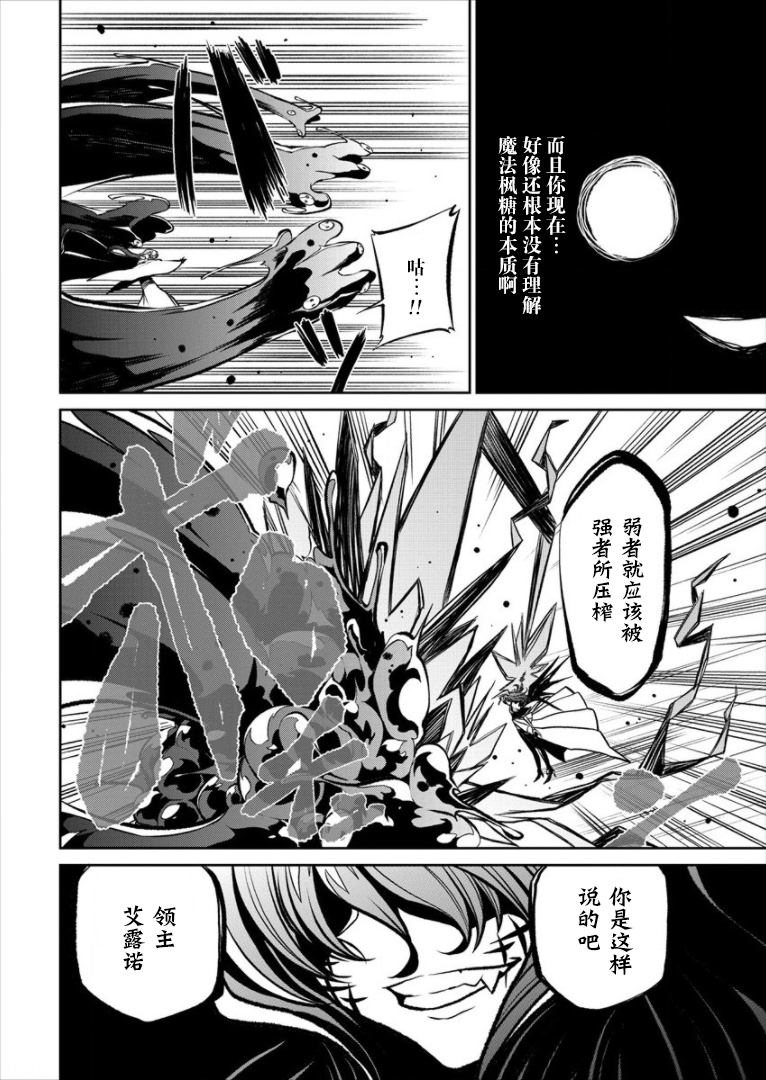 而且你现在…
好像还根本没有理解
魔法枫糖的本质啊
咕…!!
弱者就应该被
强者所压榨
你是这样
说的吧
领主
艾露诺